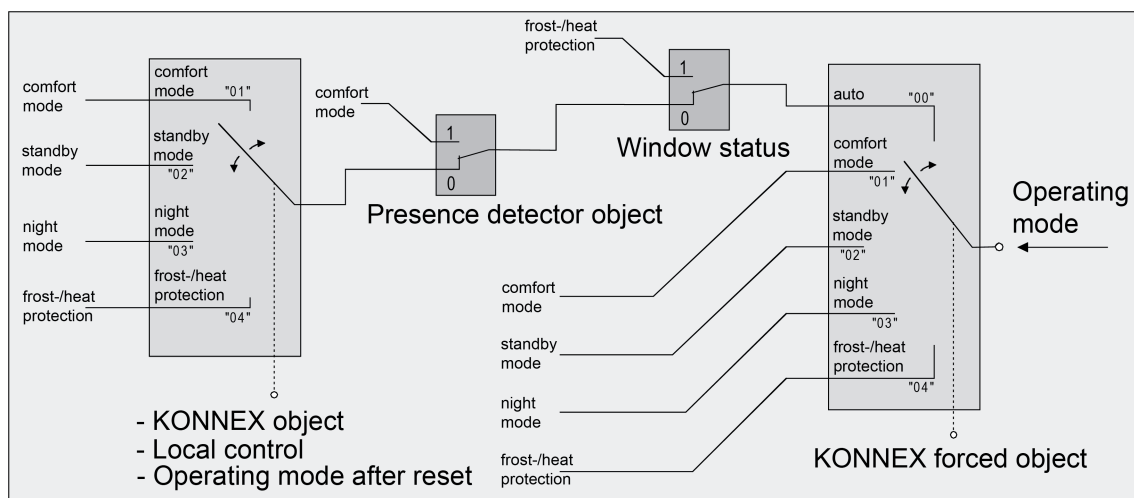 frost-/heat
protection
comfort
mode
standby
mode
night
mode
frost-/heat
protection
comfort
mode
"01"
standby
mode
"02"
night
mode
"03"
frost-/heat
protection
"04"
- KONNEX object
- Local control
- Operating mode after reset
comfort
mode
1
0
Presence detector object
1
0
Window status
comfort
mode
standby
mode
night
mode
frost-/heat
protection
auto
"00"
comfort
mode
"01"
standby
mode
"02"
night
mode
"03"
frost-/heat
protection
"04"
KONNEX forced object
Operating
mode